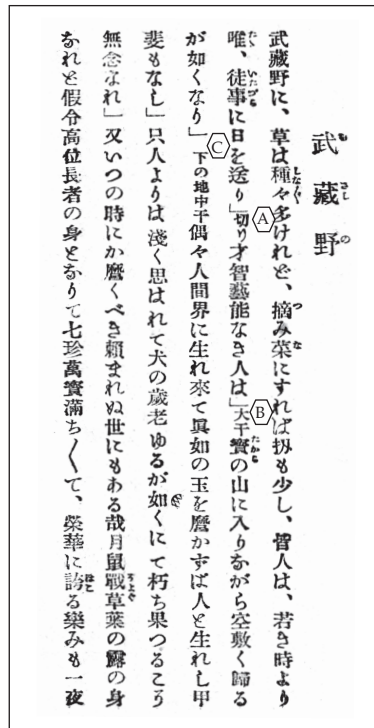 武藏野
武藏野に、草は種々多けれど、摘み菜にすれば扨も少し、皆人は、若き時より
唯、徒事に日を送り」切り Ⓐ才智藝能なき人は」大干 Ⓑ寳の山に入りながら空敷く歸る
が如くなり」 Ⓒ下の地中干偶々人間界に生れ來て眞如の玉を磨かずば人と生れし甲
斐もなし」只人よりは淺く思はれて犬の歳老ゆるが如くにて朽ち果つるこそ
無念なれ」又いつの時にか磨くべき賴まれぬ世にもある哉月鼠戰草葉の露の身
なれど假令高位長者の身となりて七珍萬寳滿ち〱て、榮華に誇る樂みも一夜